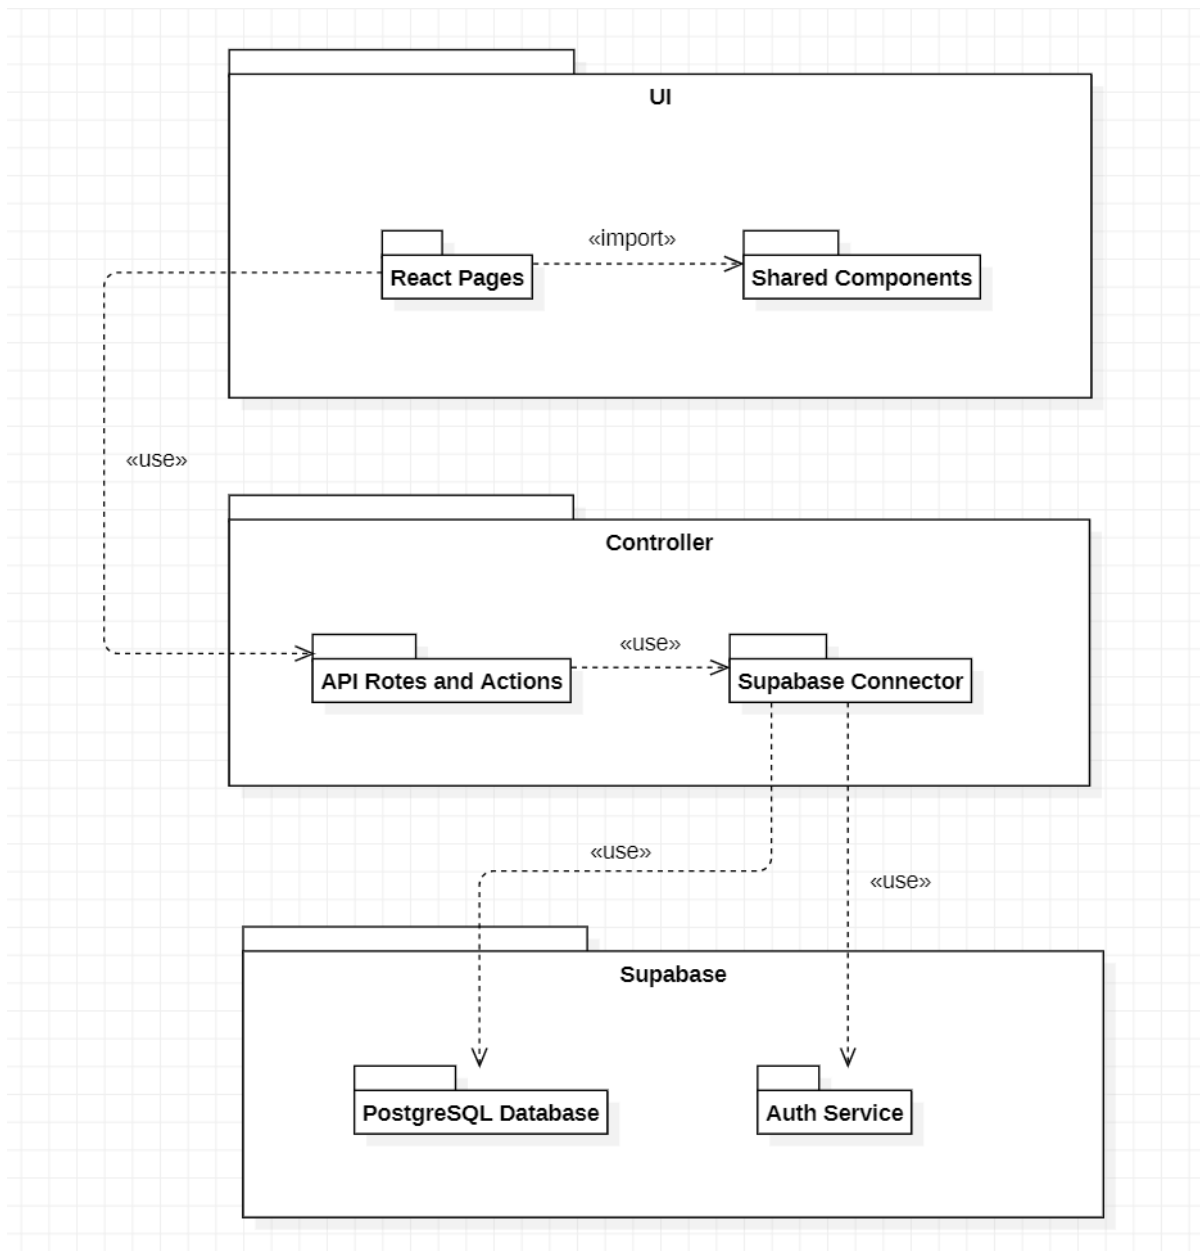 UI
«import»
React Pages
Shared Components
«use»
Controller
«use»
API Rotes and Actions
Supabase Connector
«use»
«use»
Supabase
PostgreSQL Database
Auth Service